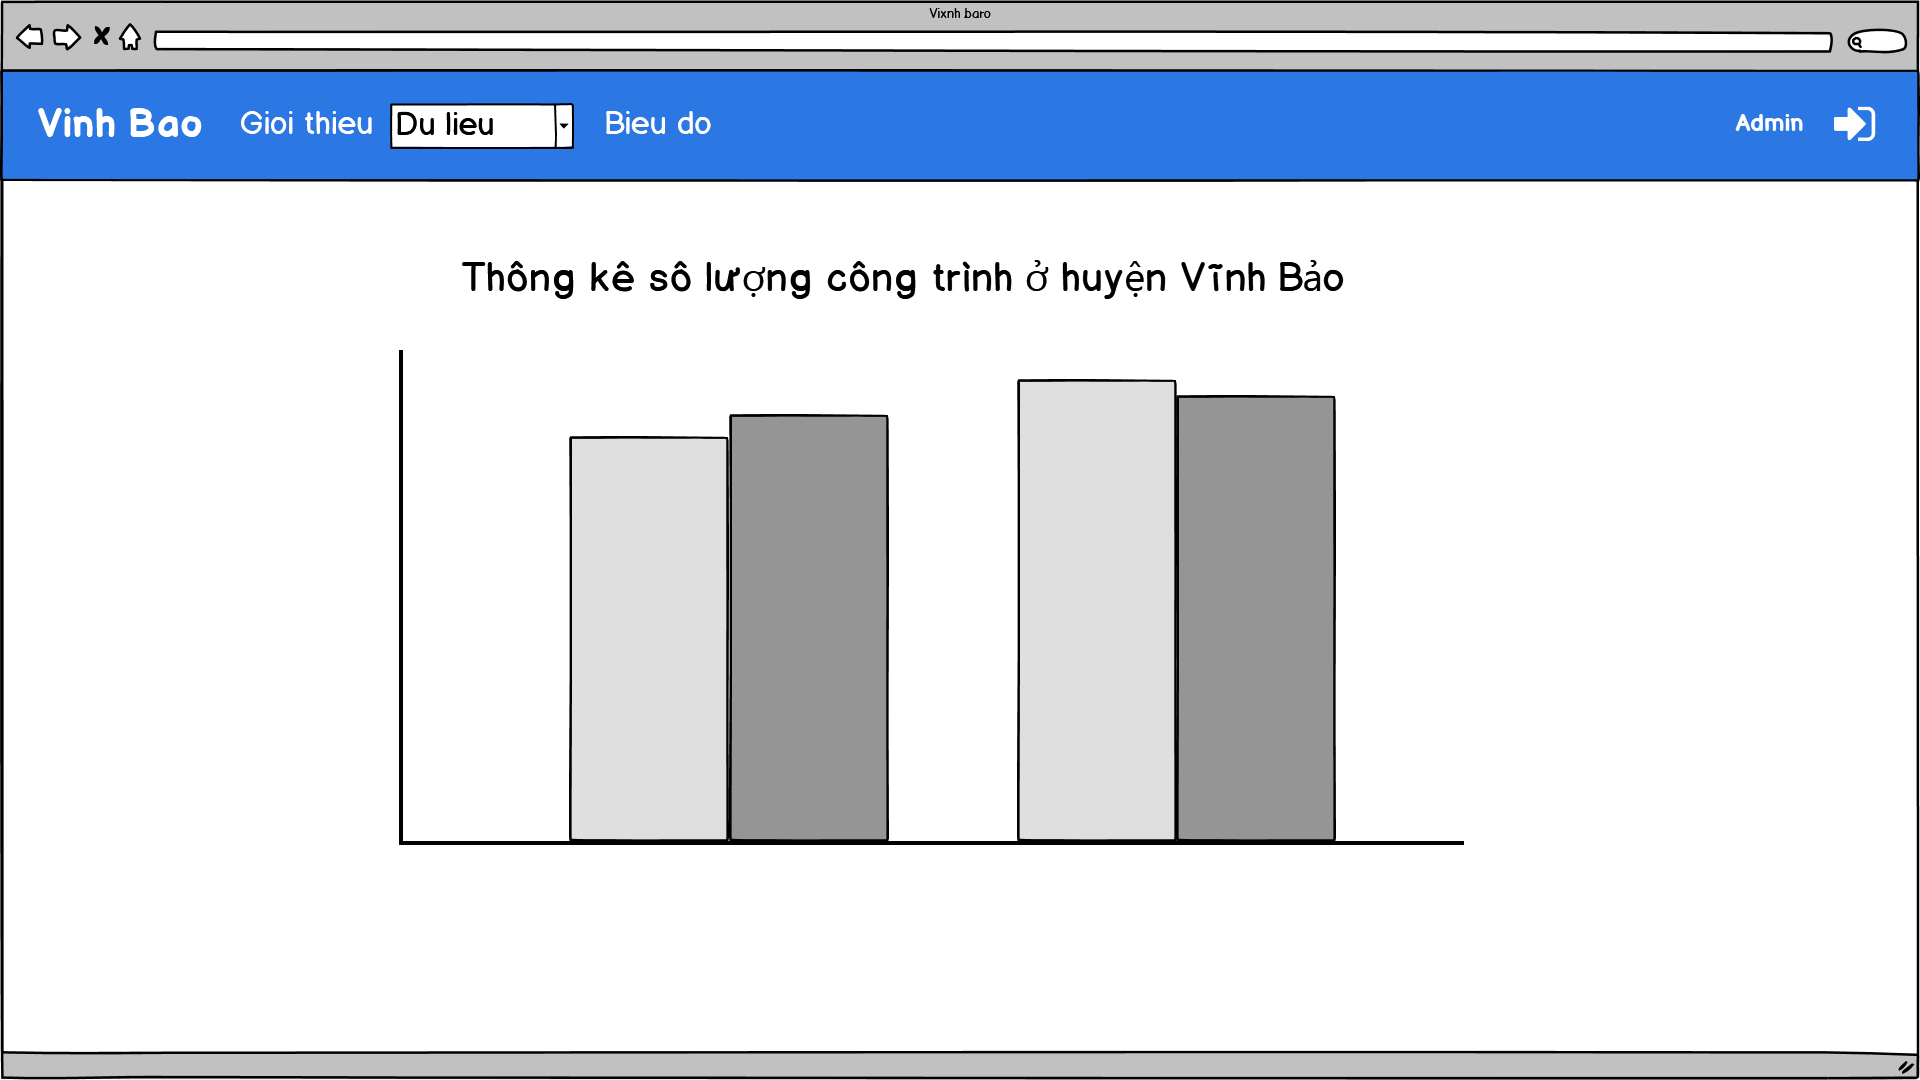 Vixnh baro
Vinh Bao Gioi thieu Du lieu Bieu do Admin
Thông kê sô lượng công trình ở huyện Vĩnh Bảo